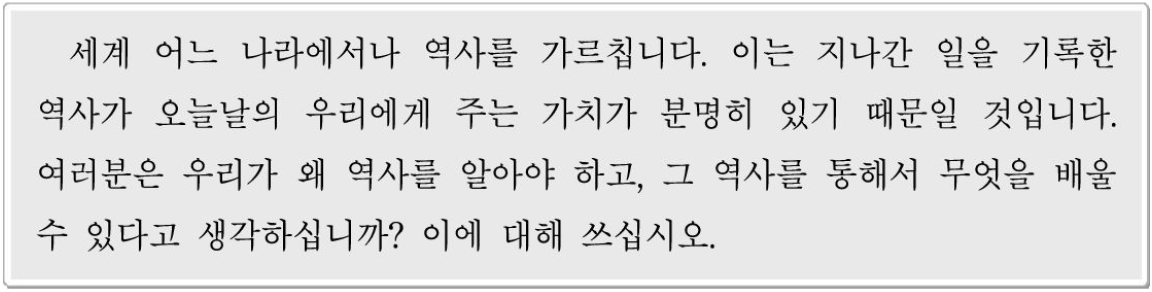 세계 어느 나라에서나 역사를 가르칩니다. 이는 지나간 일을 기록한
역사가 오늘날의 우리에게 주는 가치가 분명히 있기 때문일 것입니다.
여러분은 우리가 왜 역사를 알아야 하고, 그 역사를 통해서 무엇을 배울
수 있다고 생각하십니까? 이에 대해 쓰십시오.